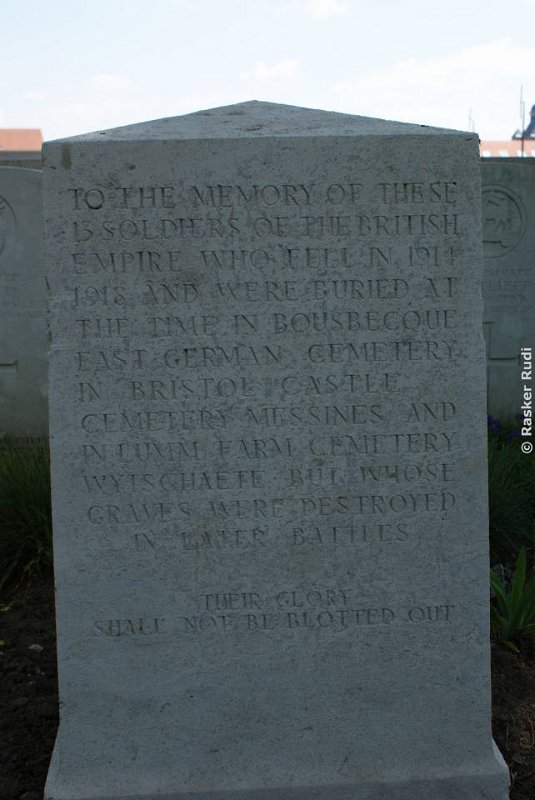 TO THE MEMORY OF THESE
13 SOLDIERS OF THE BRITISH
EMPIRE WHO FELL IN 1914
1918 AND WERE BURIED AT
THE TIME IN BOUSBECQUE
EAST GERMAN CEMETERY
IN BRISTOL CASTLE
CEMETERY MESSINES AND
IN LUMM FARM CEMETERY
WYTSCHAETE BUT WHOSE
GRAVES WERE DESTROYED
IN LATER BATTLES
THEIR GLORY
SHALL NOT BE BLOTTED OUT
© Rasker Rudi